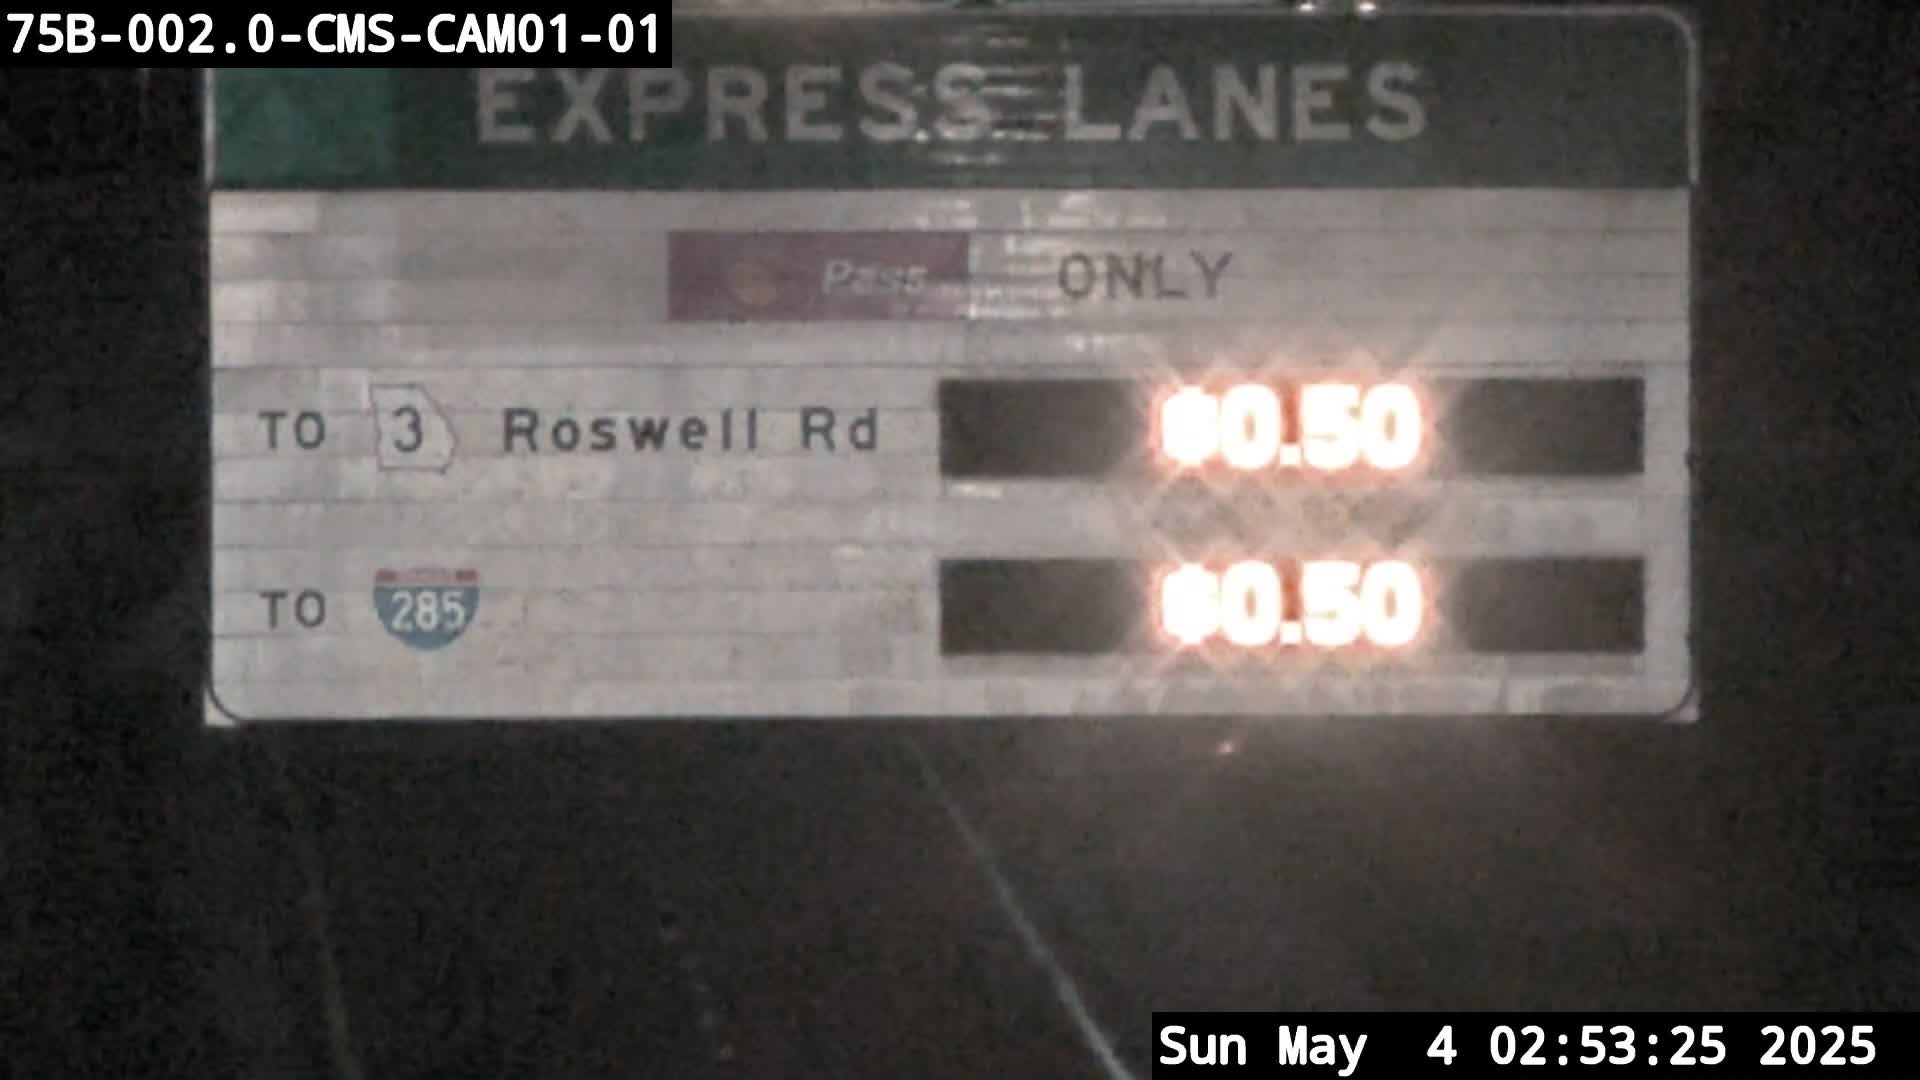 75B-002.0-CMS-CAM01-01
EXPRESS LANES
Pass ONLY
TO 3 Roswell Rd $0.50
TO 285 $0.50
Sun May 4 02:53:25 2025